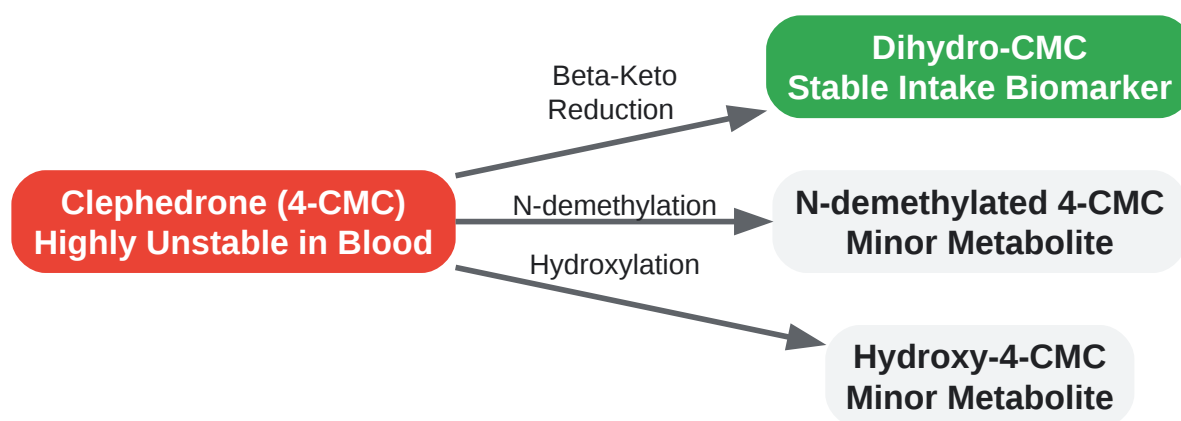 Dihydro-CMC
Stable Intake Biomarker
Beta-Keto
Reduction
Clephedrone (4-CMC)
Highly Unstable in Blood
N-demethylation
N-demethylated 4-CMC
Minor Metabolite
Hydroxylation
Hydroxy-4-CMC
Minor Metabolite